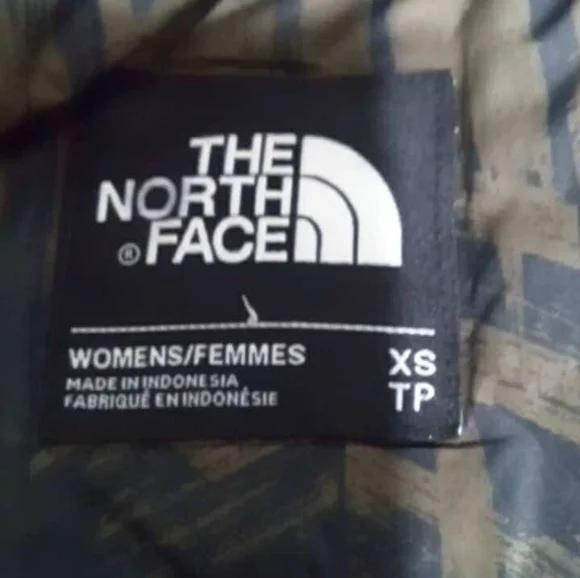 THE
NORTH
® FACE
WOMENS/FEMMES
XS
MADE IN INDONESIA
FABRIQUÉ EN INDONÉSIE
TP